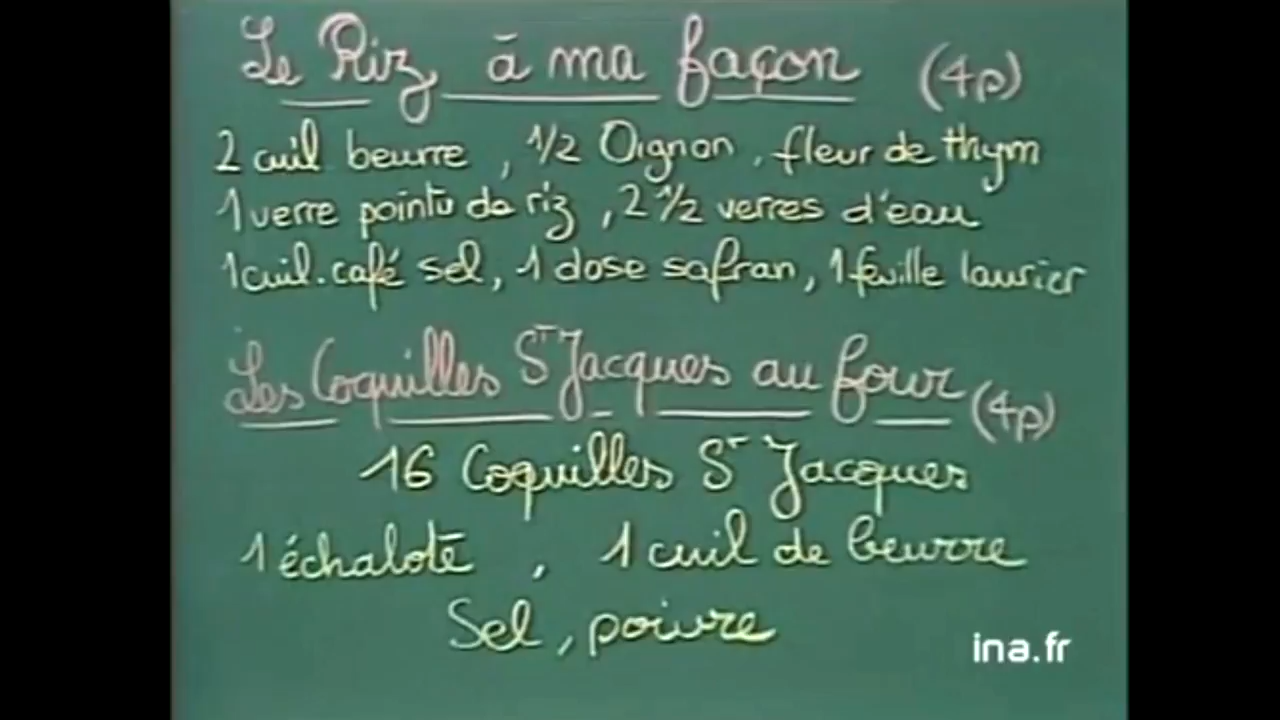 Le Riz à ma façon (4p)
2 cuil beurre, 1/2 Oignon, fleur de thym
1 verre pointu de riz, 2 1/2 verres d'eau
1 cuil. café sel, 1 dose safran, 1 feuille laurier
Les Coquilles St Jacques au four (4p)
16 Coquilles St Jacques
1 échalote, 1 cuil de beurre
Sel, poivre
ina.fr